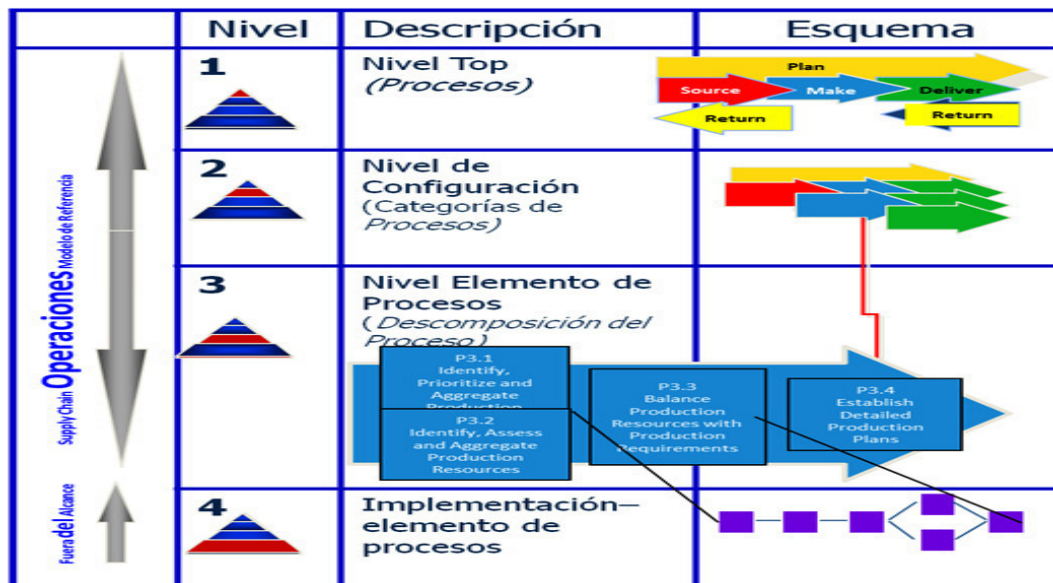 Nivel
Descripción
Esquema
1
Nivel Top
(Procesos)
Plan
Source
Make
Deliver
Return
Return
2
Nivel de
Configuración
(Categorías de
Procesos)
3
Nivel Elemento de
Procesos
(Descomposición del
Proceso)
P3.1
Identify,
Prioritize and
Aggregate
Production
P3.2
Identify, Assess
and Aggregate
Production
Resources
P3.3
Balance
Production
Resources with
Production
Requirements
P3.4
Establish
Detailed
Production
Plans
4
Implementación–
elemento de
procesos
Supply Chain Operaciones Modelo de Referencia
Fuera del Alcance